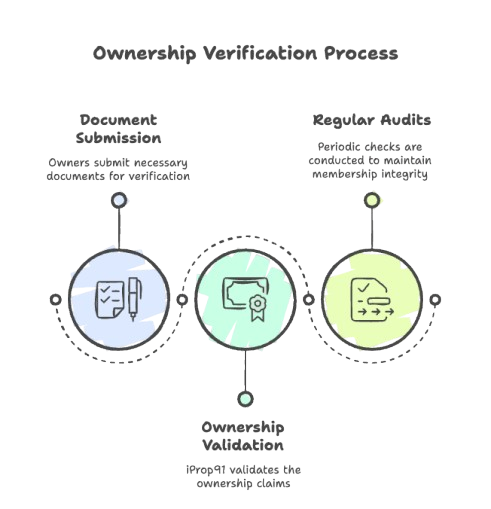 Ownership Verification Process
Document
Submission
Owners submit necessary
documents for verification
Regular Audits
Periodic checks are
conducted to maintain
membership integrity
Ownership
Validation
iProp91 validates the
ownership claims